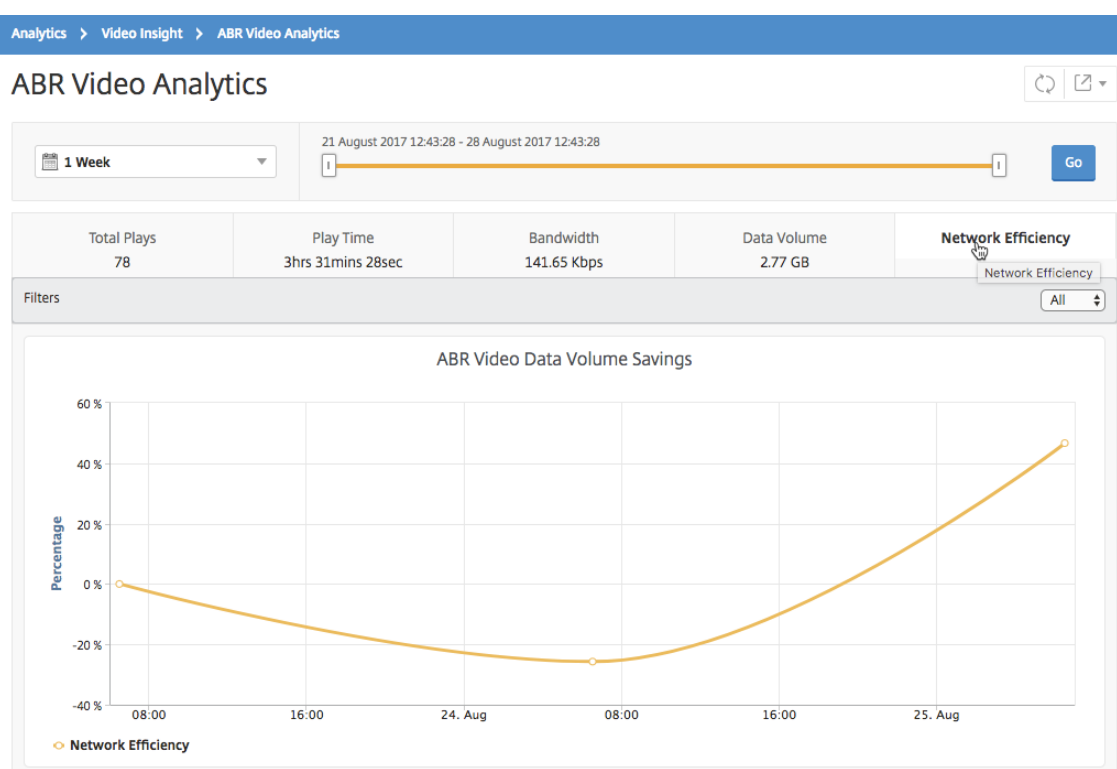 Analytics > Video Insight > ABR Video Analytics
ABR Video Analytics
21 August 2017 12:43:28 - 28 August 2017 12:43:28
1 Week
Go
Total Plays Play Time Bandwidth Data Volume Network Efficiency
78 3hrs 31mins 28sec 141.65 Kbps 2.77 GB
Network Efficiency
Filters All
ABR Video Data Volume Savings
60 %
40 %
20 %
0 %
-20 %
-40 %
Percentage
08:00 16:00 24. Aug 08:00 16:00 25. Aug
Network Efficiency